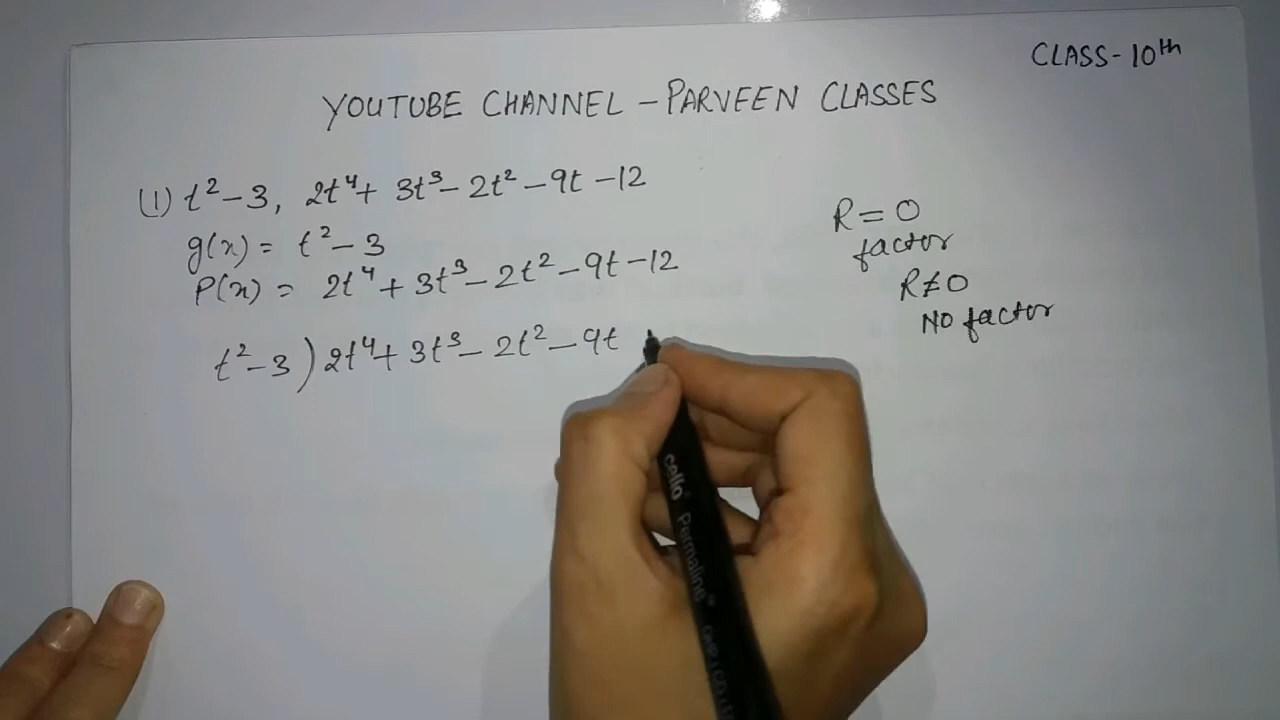 CLASS-10th
YOUTUBE CHANNEL - PARVEEN CLASSES
(1) t² - 3, 2t⁴ + 3t³ - 2t² - 9t - 12
g(x) = t² - 3
P(x) = 2t⁴ + 3t³ - 2t² - 9t - 12
t² - 3 ) 2t⁴ + 3t³ - 2t² - 9t
R = 0
factor
R ≠ 0
No factor
cello Permaline